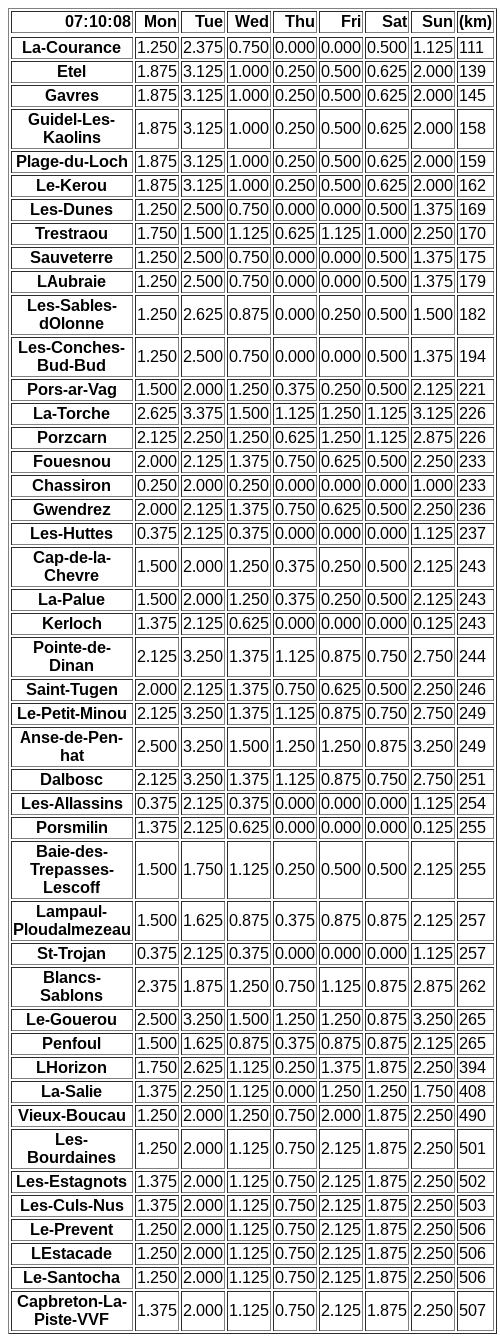 07:10:08 Mon Tue Wed Thu Fri Sat Sun (km)
La-Courance 1.250 2.375 0.750 0.000 0.000 0.500 1.125 111
Etel 1.875 3.125 1.000 0.250 0.500 0.625 2.000 139
Gavres 1.875 3.125 1.000 0.250 0.500 0.625 2.000 145
Guidel-Les-
Kaolins 1.875 3.125 1.000 0.250 0.500 0.625 2.000 158
Plage-du-Loch 1.875 3.125 1.000 0.250 0.500 0.625 2.000 159
Le-Kerou 1.875 3.125 1.000 0.250 0.500 0.625 2.000 162
Les-Dunes 1.250 2.500 0.750 0.000 0.000 0.500 1.375 169
Trestraou 1.750 1.500 1.125 0.625 1.125 1.000 2.250 170
Sauveterre 1.250 2.500 0.750 0.000 0.000 0.500 1.375 175
LAubraie 1.250 2.500 0.750 0.000 0.000 0.500 1.375 179
Les-Sables-
dOlonne 1.250 2.625 0.875 0.000 0.250 0.500 1.500 182
Les-Conches-
Bud-Bud 1.250 2.500 0.750 0.000 0.000 0.500 1.375 194
Pors-ar-Vag 1.500 2.000 1.250 0.375 0.250 0.500 2.125 221
La-Torche 2.625 3.375 1.500 1.125 1.250 1.125 3.125 226
Porzcarn 2.125 2.250 1.250 0.625 1.250 1.125 2.875 226
Fouesnou 2.000 2.125 1.375 0.750 0.625 0.500 2.250 233
Chassiron 0.250 2.000 0.250 0.000 0.000 0.000 1.000 233
Gwendrez 2.000 2.125 1.375 0.750 0.625 0.500 2.250 236
Les-Huttes 0.375 2.125 0.375 0.000 0.000 0.000 1.125 237
Cap-de-la-
Chevre 1.500 2.000 1.250 0.375 0.250 0.500 2.125 243
La-Palue 1.500 2.000 1.250 0.375 0.250 0.500 2.125 243
Kerloch 1.375 2.125 0.625 0.000 0.000 0.000 0.125 243
Pointe-de-
Dinan 2.125 3.250 1.375 1.125 0.875 0.750 2.750 244
Saint-Tugen 2.000 2.125 1.375 0.750 0.625 0.500 2.250 246
Le-Petit-Minou 2.125 3.250 1.375 1.125 0.875 0.750 2.750 249
Anse-de-Pen-
hat 2.500 3.250 1.500 1.250 1.250 0.875 3.250 249
Dalbosc 2.125 3.250 1.375 1.125 0.875 0.750 2.750 251
Les-Allassins 0.375 2.125 0.375 0.000 0.000 0.000 1.125 254
Porsmilin 1.375 2.125 0.625 0.000 0.000 0.000 0.125 255
Baie-des-
Trepasses-
Lescoff 1.500 1.750 1.125 0.250 0.500 0.500 2.125 255
Lampaul-
Ploudalmezeau 1.500 1.625 0.875 0.375 0.875 0.875 2.125 257
St-Trojan 0.375 2.125 0.375 0.000 0.000 0.000 1.125 257
Blancs-
Sablons 2.375 1.875 1.250 0.750 1.125 0.875 2.875 262
Le-Gouerou 2.500 3.250 1.500 1.250 1.250 0.875 3.250 265
Penfoul 1.500 1.625 0.875 0.375 0.875 0.875 2.125 265
LHorizon 1.750 2.625 1.125 0.250 1.375 1.875 2.250 394
La-Salie 1.375 2.250 1.125 0.000 1.250 1.250 1.750 408
Vieux-Boucau 1.250 2.000 1.250 0.750 2.000 1.875 2.250 490
Les-
Bourdaines 1.250 2.000 1.125 0.750 2.125 1.875 2.250 501
Les-Estagnots 1.375 2.000 1.125 0.750 2.125 1.875 2.250 502
Les-Culs-Nus 1.375 2.000 1.125 0.750 2.125 1.875 2.250 503
Le-Prevent 1.250 2.000 1.125 0.750 2.125 1.875 2.250 506
LEstacade 1.250 2.000 1.125 0.750 2.125 1.875 2.250 506
Le-Santocha 1.250 2.000 1.125 0.750 2.125 1.875 2.250 506
Capbreton-La-
Piste-VVF 1.375 2.000 1.125 0.750 2.125 1.875 2.250 507